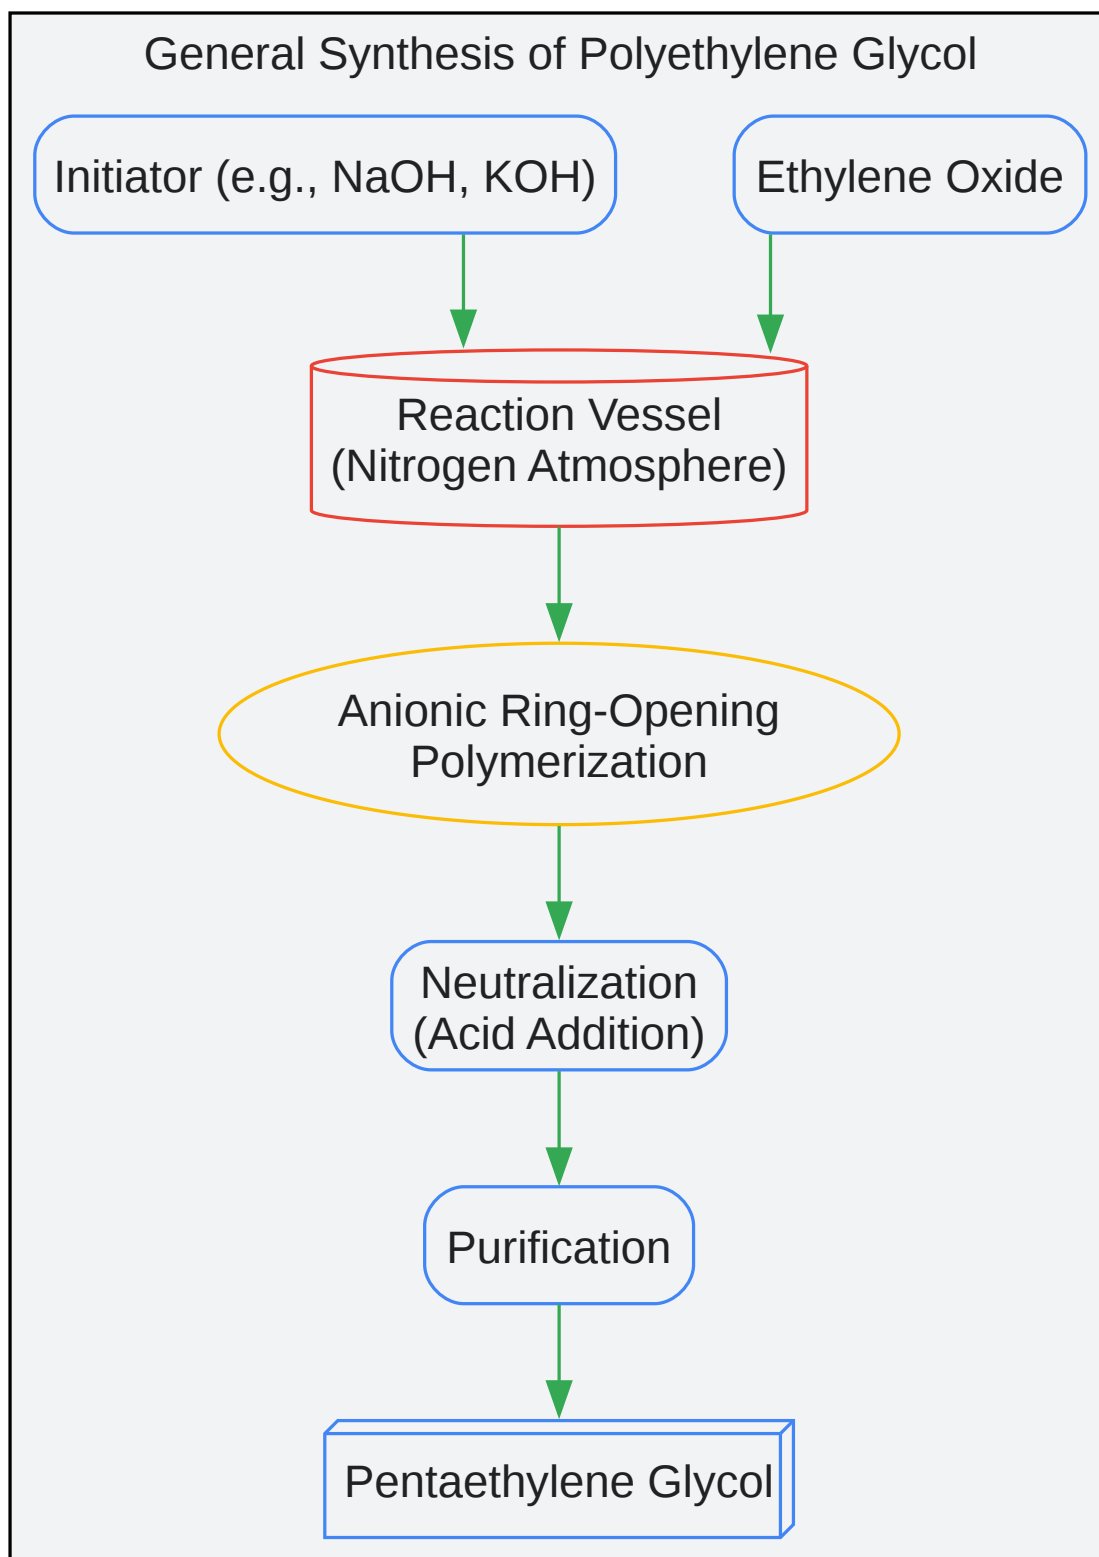 General Synthesis of Polyethylene Glycol
Initiator (e.g., NaOH, KOH)
Ethylene Oxide
Reaction Vessel
(Nitrogen Atmosphere)
Anionic Ring-Opening
Polymerization
Neutralization
(Acid Addition)
Purification
Pentaethylene Glycol